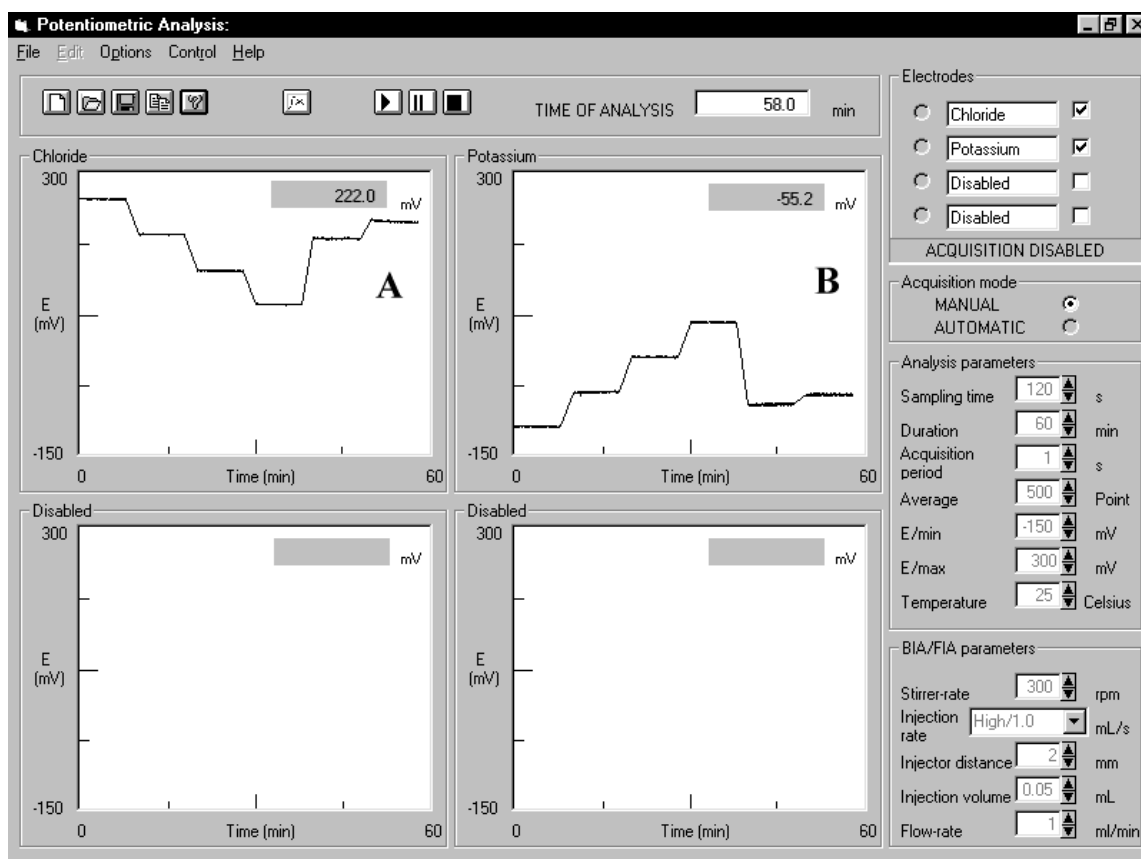 Potentiometric Analysis:
File Edit Options Control Help
TIME OF ANALYSIS 58.0 min
Chloride
300
222.0 mV
A
E
(mV)
-150
0 Time (min) 60
Potassium
300
-55.2 mV
B
E
(mV)
-150
0 Time (min) 60
Disabled
300
mV
E
(mV)
-150
0 Time (min) 60
Disabled
300
mV
E
(mV)
-150
0 Time (min) 60
Electrodes
Chloride
Potassium
Disabled
Disabled
ACQUISITION DISABLED
Acquisition mode
MANUAL
AUTOMATIC
Analysis parameters
Sampling time 120 s
Duration 60 min
Acquisition
period 1 s
Average 500 Point
E/min -150 mV
E/max 300 mV
Temperature 25 Celsius
BIA/FIA parameters
Stirrer-rate 300 rpm
Injection
rate High/1.0 mL/s
Injector distance 2 mm
Injection volume 0.05 mL
Flow-rate 1 ml/min